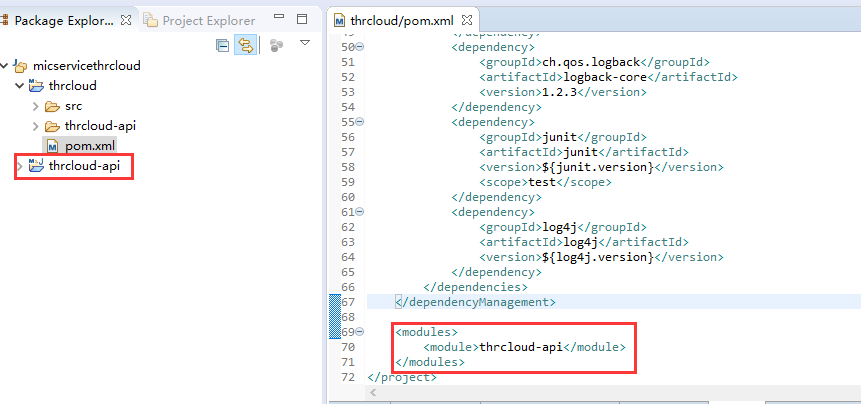 Package Explo...
Project Explorer
micservicethrcloud
thrcloud
src
thrcloud-api
pom.xml
thrcloud-api
thrcloud/pom.xml
50 <dependency>
51 <groupId>ch.qos.logback</groupId>
52 <artifactId>logback-core</artifactId>
53 <version>1.2.3</version>
54 </dependency>
55 <dependency>
56 <groupId>junit</groupId>
57 <artifactId>junit</artifactId>
58 <version>${junit.version}</version>
59 <scope>test</scope>
60 </dependency>
61 <dependency>
62 <groupId>log4j</groupId>
63 <artifactId>log4j</artifactId>
64 <version>${log4j.version}</version>
65 </dependency>
66 </dependencies>
67 </dependencyManagement>
68
69 <modules>
70 <module>thrcloud-api</module>
71 </modules>
72 </project>